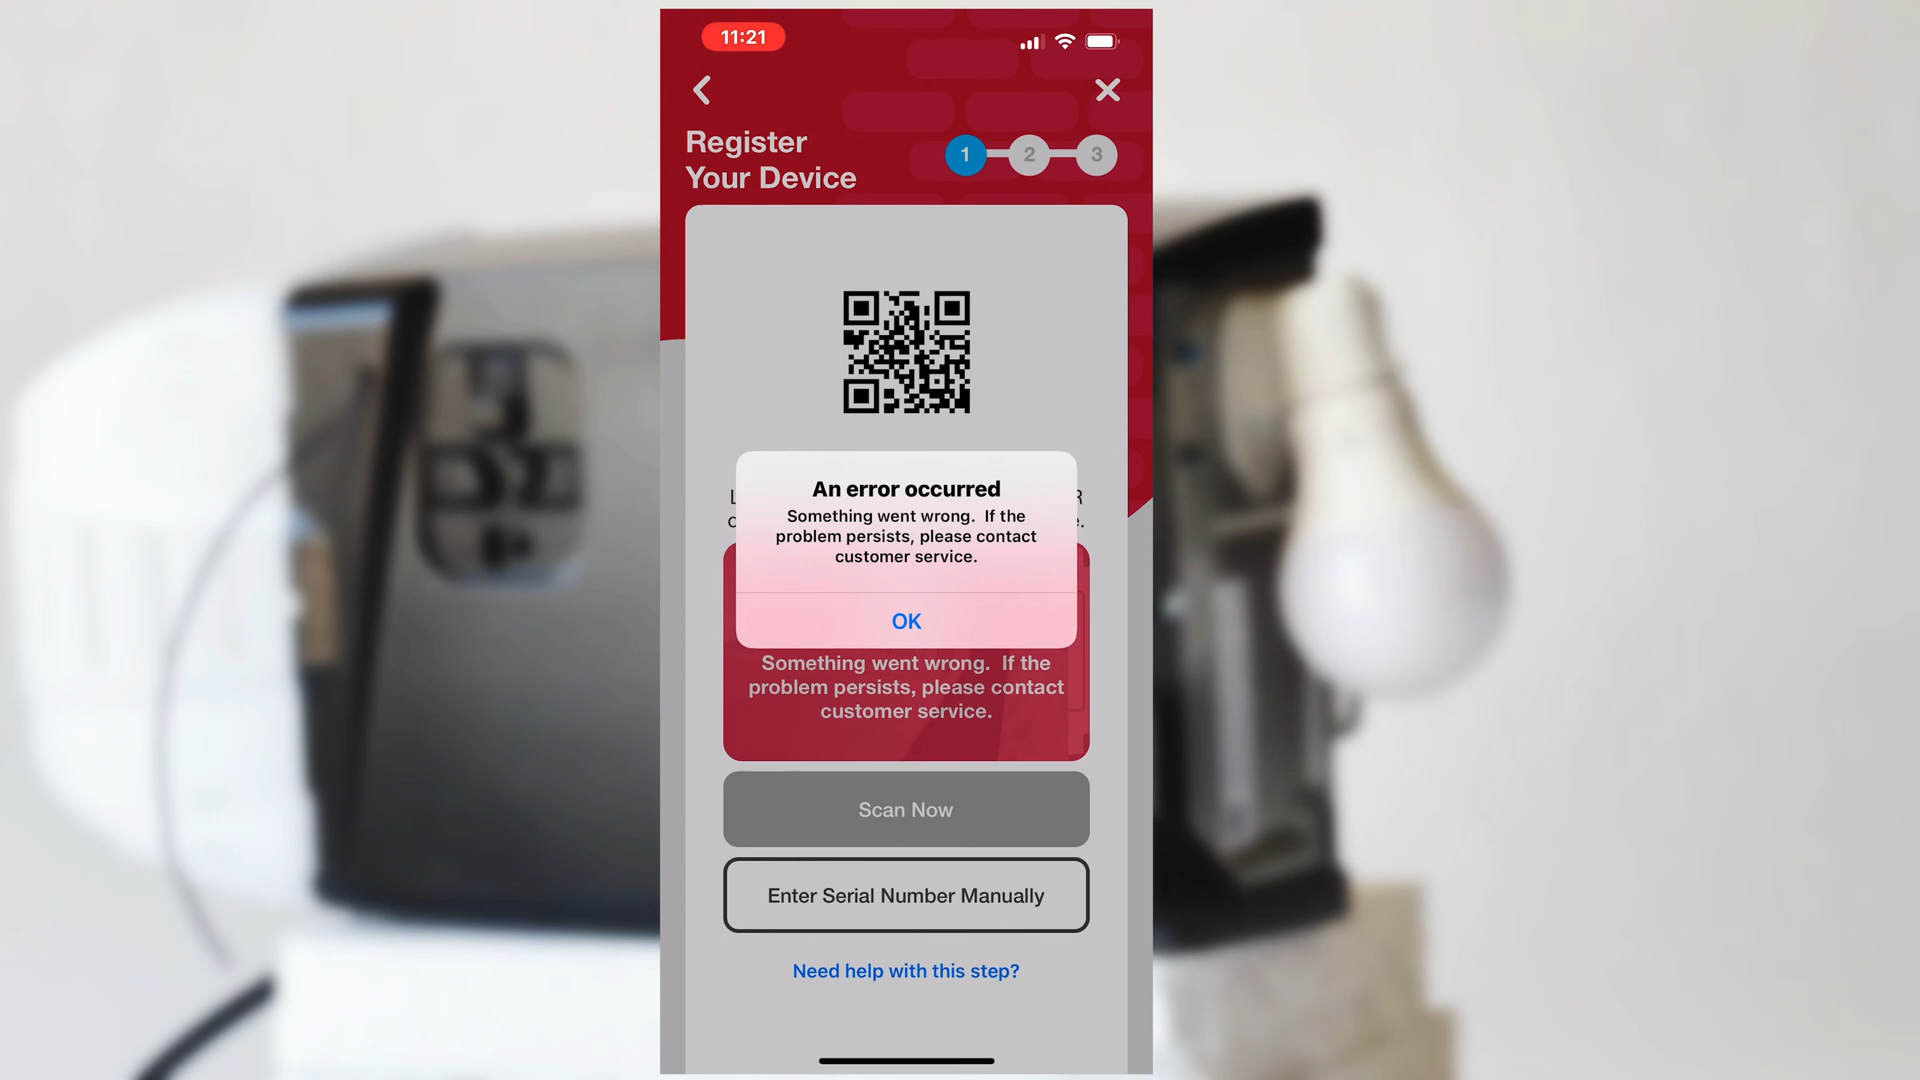 11:21
Register
Your Device
1
2
3
An error occurred
Something went wrong. If the
problem persists, please contact
customer service.
OK
Something went wrong. If the
problem persists, please contact
customer service.
Scan Now
Enter Serial Number Manually
Need help with this step?